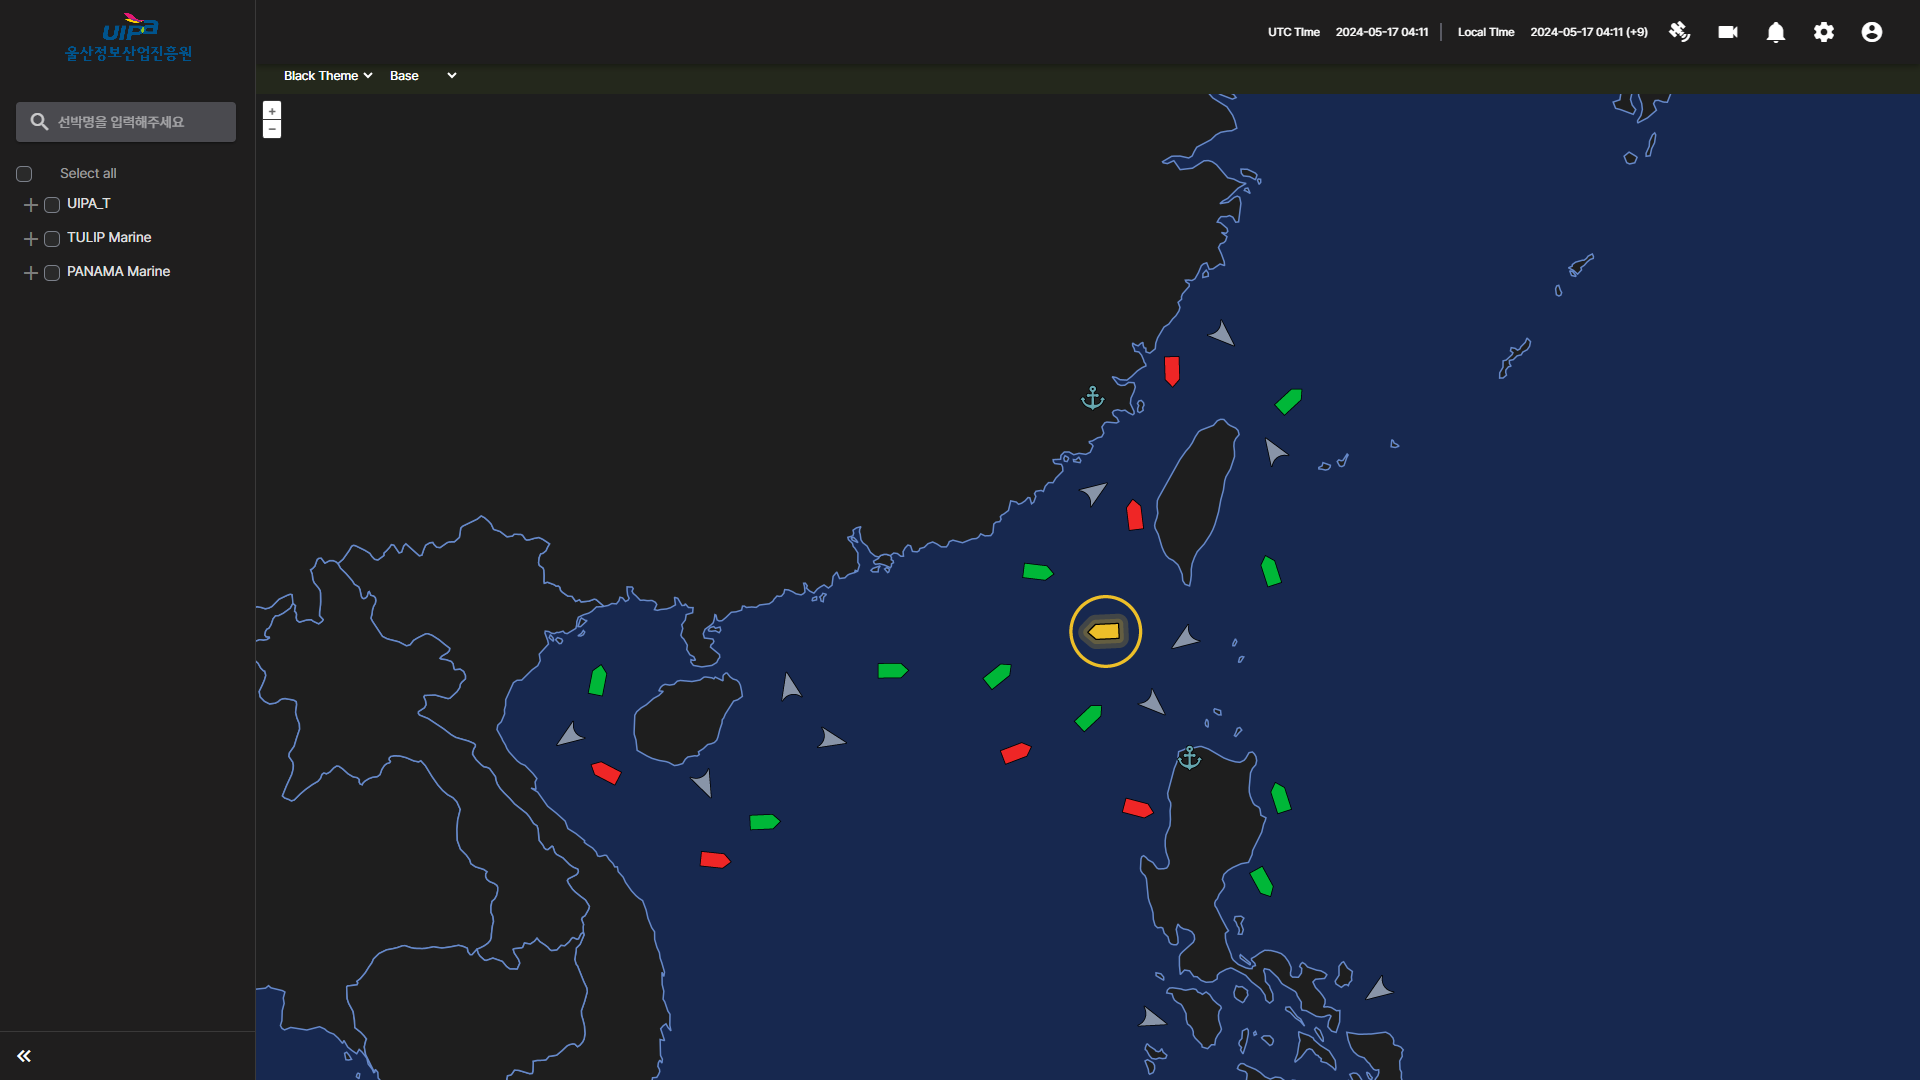 UIPA
울산정보산업진흥원
UTC Time 2024-05-17 04:11 Local Time 2024-05-17 04:11 (+9)
Black Theme Base
선박명을 입력해주세요
+
−
Select all
UIPA_T
TULIP Marine
PANAMA Marine